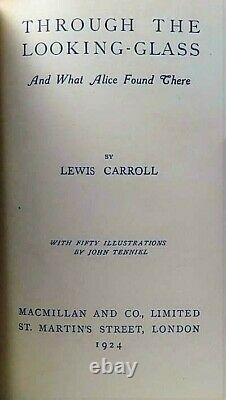 THROUGH THE
LOOKING-GLASS
And What Alice Found There
BY
LEWIS CARROLL
WITH FIFTY ILLUSTRATIONS
BY JOHN TENNIEL
MACMILLAN AND CO., LIMITED
ST. MARTIN'S STREET, LONDON
1924